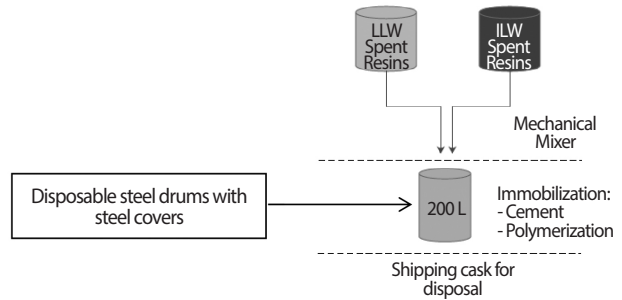 LLW
Spent
Resins
ILW
Spent
Resins
Mechanical
Mixer
Disposable steel drums with
steel covers
200 L
Immobilization:
- Cement
- Polymerization
Shipping cask for
disposal